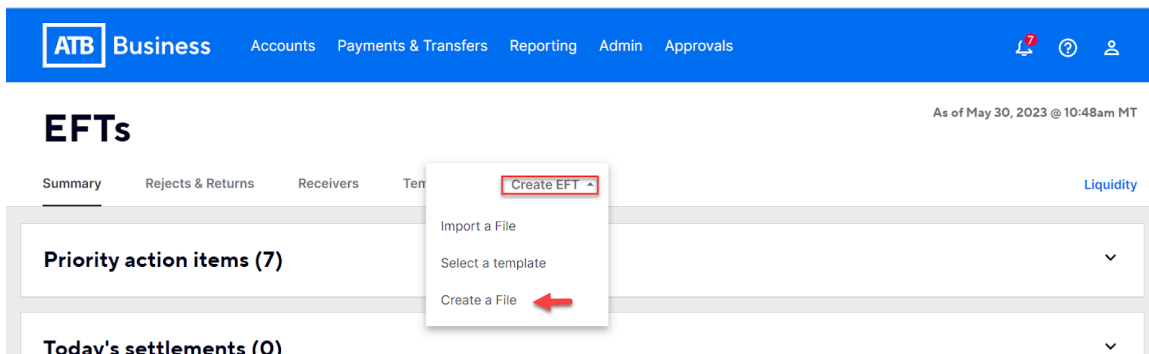 ATB Business Accounts Payments & Transfers Reporting Admin Approvals 7
As of May 30, 2023 @ 10:48am MT
EFTs
Summary Rejects & Returns Receivers Tem Create EFT Liquidity
Import a File
Priority action items (7)
Select a template
Create a File
Today's settlements (0)